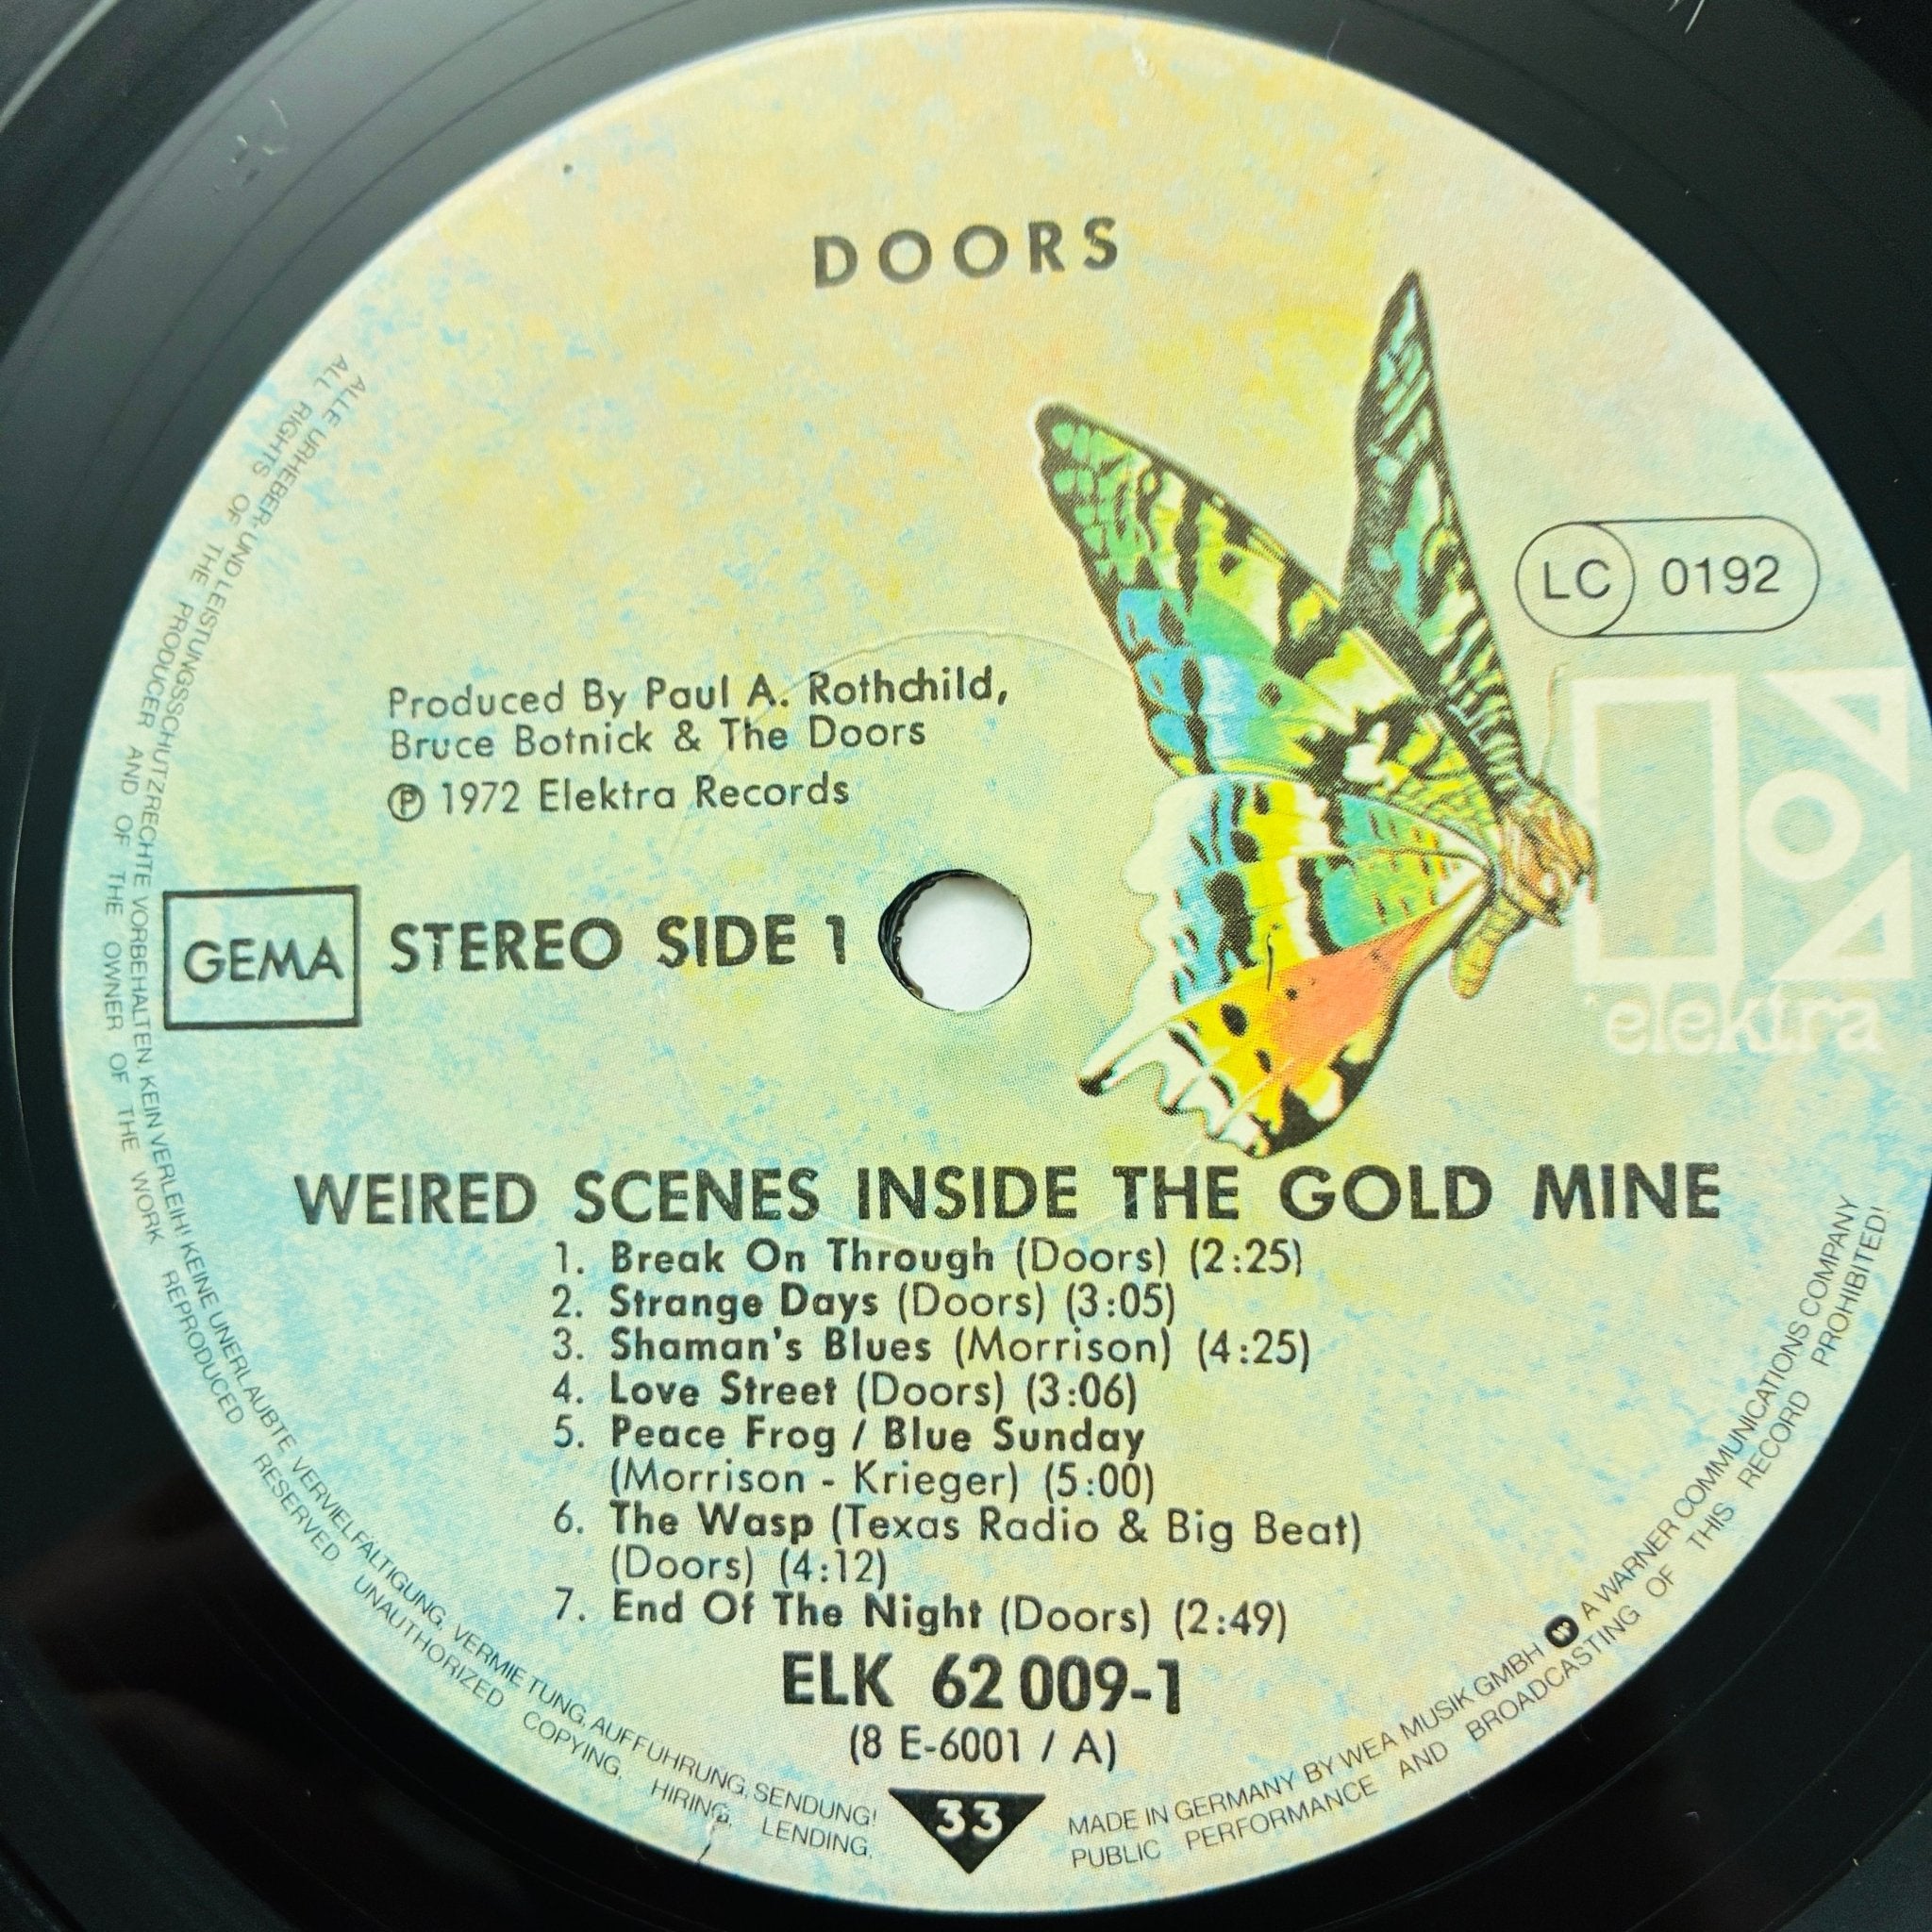 DOORS
LC 0192
Produced By Paul A. Rothchild,
Bruce Botnick & The Doors
℗ 1972 Elektra Records
GEMA
STEREO SIDE 1
elektra
WEIRED SCENES INSIDE THE GOLD MINE
1. Break On Through (Doors) (2:25)
2. Strange Days (Doors) (3:05)
3. Shaman's Blues (Morrison) (4:25)
4. Love Street (Doors) (3:06)
5. Peace Frog / Blue Sunday
(Morrison - Krieger) (5:00)
6. The Wasp (Texas Radio & Big Beat)
(Doors) (4:12)
7. End Of The Night (Doors) (2:49)
ELK 62 009-1
(8 E-6001 / A)
33
ALLE URHEBER- UND LEISTUNGSSCHUTZRECHTE VORBEHALTEN. KEIN VERLEIH! KEINE UNERLAUBTE VERVIELFÄLTIGUNG, VERMIETUNG, AUFFÜHRUNG, SENDUNG!
ALL RIGHTS OF THE PRODUCER AND OF THE OWNER OF THE WORK REPRODUCED RESERVED. UNAUTHORIZED COPYING, HIRING, LENDING,
MADE IN GERMANY BY WEA MUSIK GMBH A WARNER COMMUNICATIONS COMPANY
PUBLIC PERFORMANCE AND BROADCASTING OF THIS RECORD PROHIBITED!